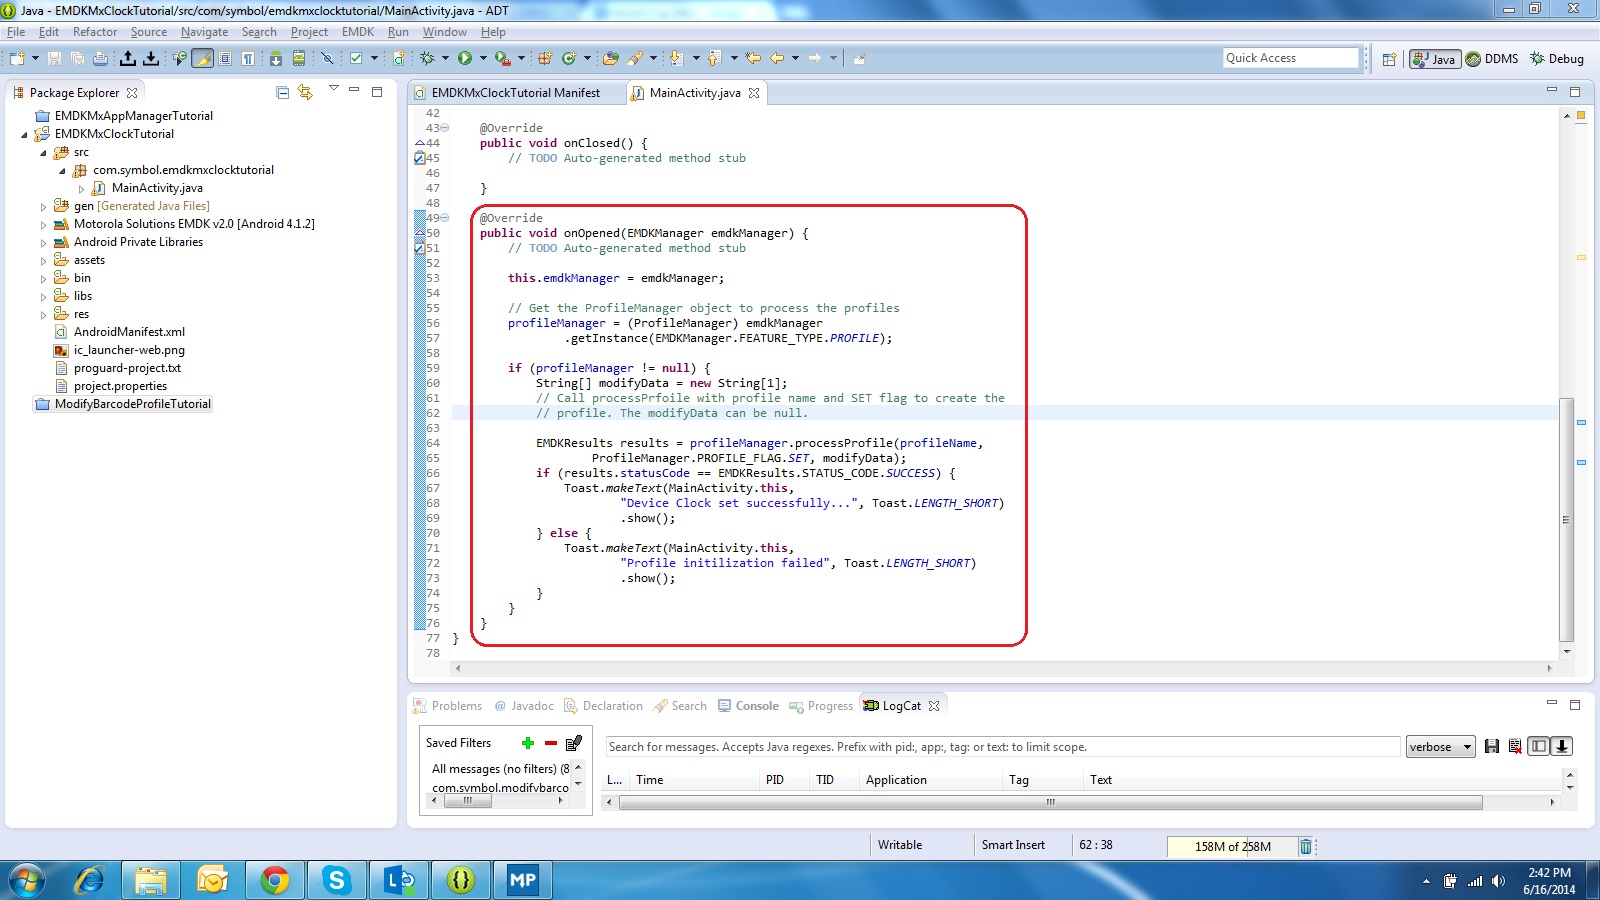 Java - EMDKMxClockTutorial/src/com/symbol/emdkmxclocktutorial/MainActivity.java - ADT
File Edit Refactor Source Navigate Search Project EMDK Run Window Help
Quick Access
Java DDMS Debug
Package Explorer
EMDKMxAppManagerTutorial
EMDKMxClockTutorial
src
com.symbol.emdkmxclocktutorial
MainActivity.java
gen [Generated Java Files]
Motorola Solutions EMDK v2.0 [Android 4.1.2]
Android Private Libraries
assets
bin
libs
res
AndroidManifest.xml
ic_launcher-web.png
proguard-project.txt
project.properties
ModifyBarcodeProfileTutorial
EMDKMxClockTutorial Manifest MainActivity.java
42
43 @Override
44 public void onClosed() {
45 // TODO Auto-generated method stub
46
47 }
48
49 @Override
50 public void onOpened(EMDKManager emdkManager) {
51 // TODO Auto-generated method stub
52
53 this.emdkManager = emdkManager;
54
55 // Get the ProfileManager object to process the profiles
56 profileManager = (ProfileManager) emdkManager
57 .getInstance(EMDKManager.FEATURE_TYPE.PROFILE);
58
59 if (profileManager != null) {
60 String[] modifyData = new String[1];
61 // Call processPrfoile with profile name and SET flag to create the
62 // profile. The modifyData can be null.
63
64 EMDKResults results = profileManager.processProfile(profileName,
65 ProfileManager.PROFILE_FLAG.SET, modifyData);
66 if (results.statusCode == EMDKResults.STATUS_CODE.SUCCESS) {
67 Toast.makeText(MainActivity.this,
68 "Device Clock set successfully...", Toast.LENGTH_SHORT)
69 .show();
70 } else {
71 Toast.makeText(MainActivity.this,
72 "Profile initilization failed", Toast.LENGTH_SHORT)
73 .show();
74 }
75 }
76 }
77 }
78
Problems @ Javadoc Declaration Search Console Progress LogCat
Saved Filters
All messages (no filters) (8
com.symbol.modifybarco
Search for messages. Accepts Java regexes. Prefix with pid:, app:, tag: or text: to limit scope.
verbose
L... Time PID TID Application Tag Text
Writable Smart Insert 62 : 38 158M of 258M
MP
2:42 PM
6/16/2014